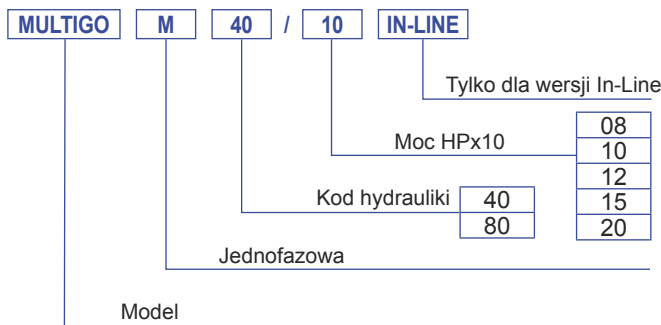 MULTIGO M 40 / 10 IN-LINE
Tylko dla wersji In-Line
Moc HPx10
08
10
12
15
20
Kod hydrauliki
40
80
Jednofazowa
Model